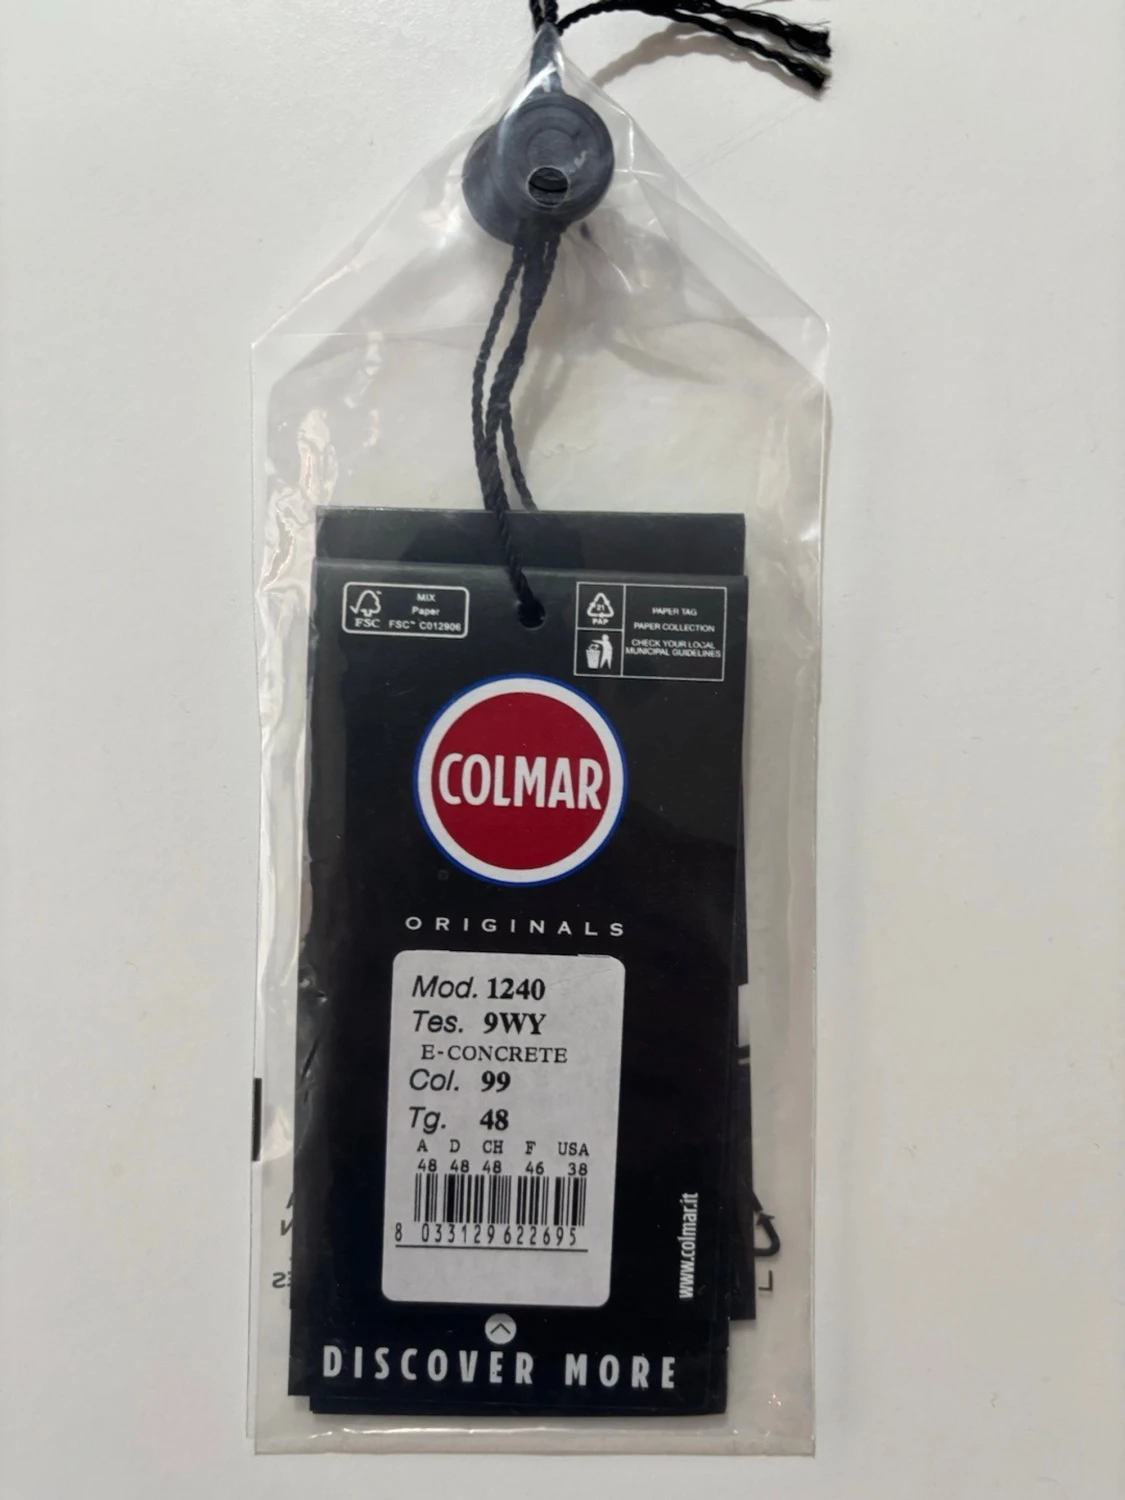 MIX
Paper
FSC™ C012906
FSC
21
PAP
PAPER TAG
PAPER COLLECTION
CHECK YOUR LOCAL
MUNICIPAL GUIDELINES
COLMAR
ORIGINALS
Mod. 1240
Tes. 9WY
E-CONCRETE
Col. 99
Tg. 48
A D CH F USA
48 48 48 46 38
8 033129 622695
www.colmar.it
DISCOVER MORE